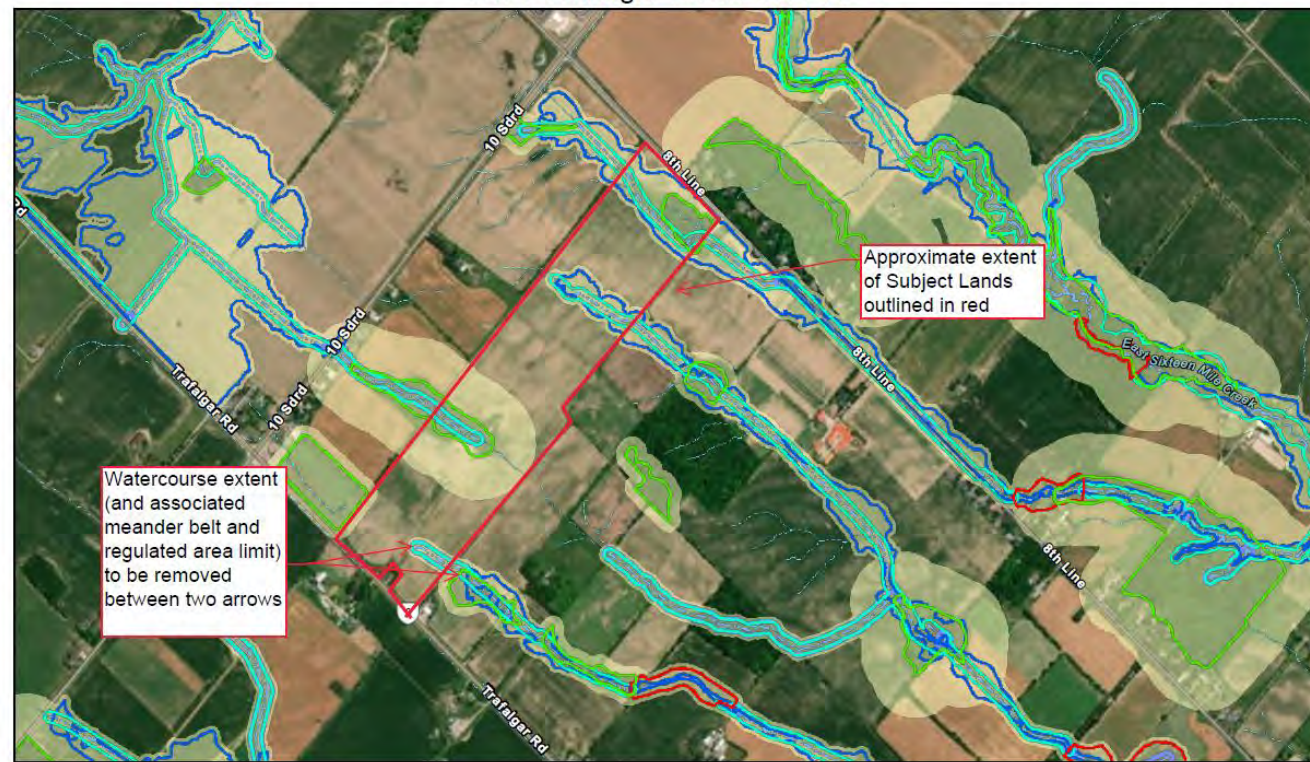 10 Sdrd
8th Line
Approximate extent
of Subject Lands
outlined in red
10 Sdrd
East Sixteen Mile Creek
8th Line
Trafalgar Rd
10 Sdrd
Watercourse extent
(and associated
meander belt and
regulated area limit)
to be removed
between two arrows
8th Line
Trafalgar Rd